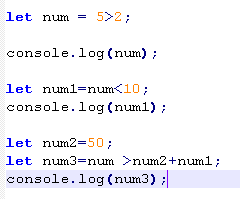 let num = 5>2;
console.log(num);
let num1=num<10;
console.log(num1);
let num2=50;
let num3=num >num2+num1;
console.log(num3);